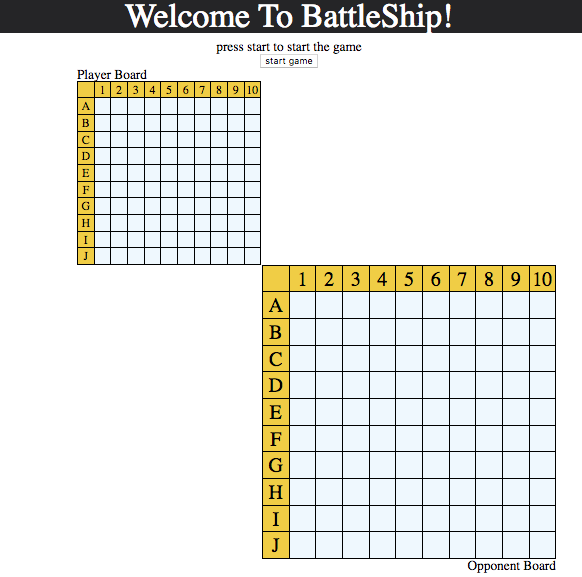 Welcome To BattleShip!
press start to start the game
start game
Player Board
1 2 3 4 5 6 7 8 9 10
A
B
C
D
E
F
G
H
I
J
1 2 3 4 5 6 7 8 9 10
A
B
C
D
E
F
G
H
I
J
Opponent Board